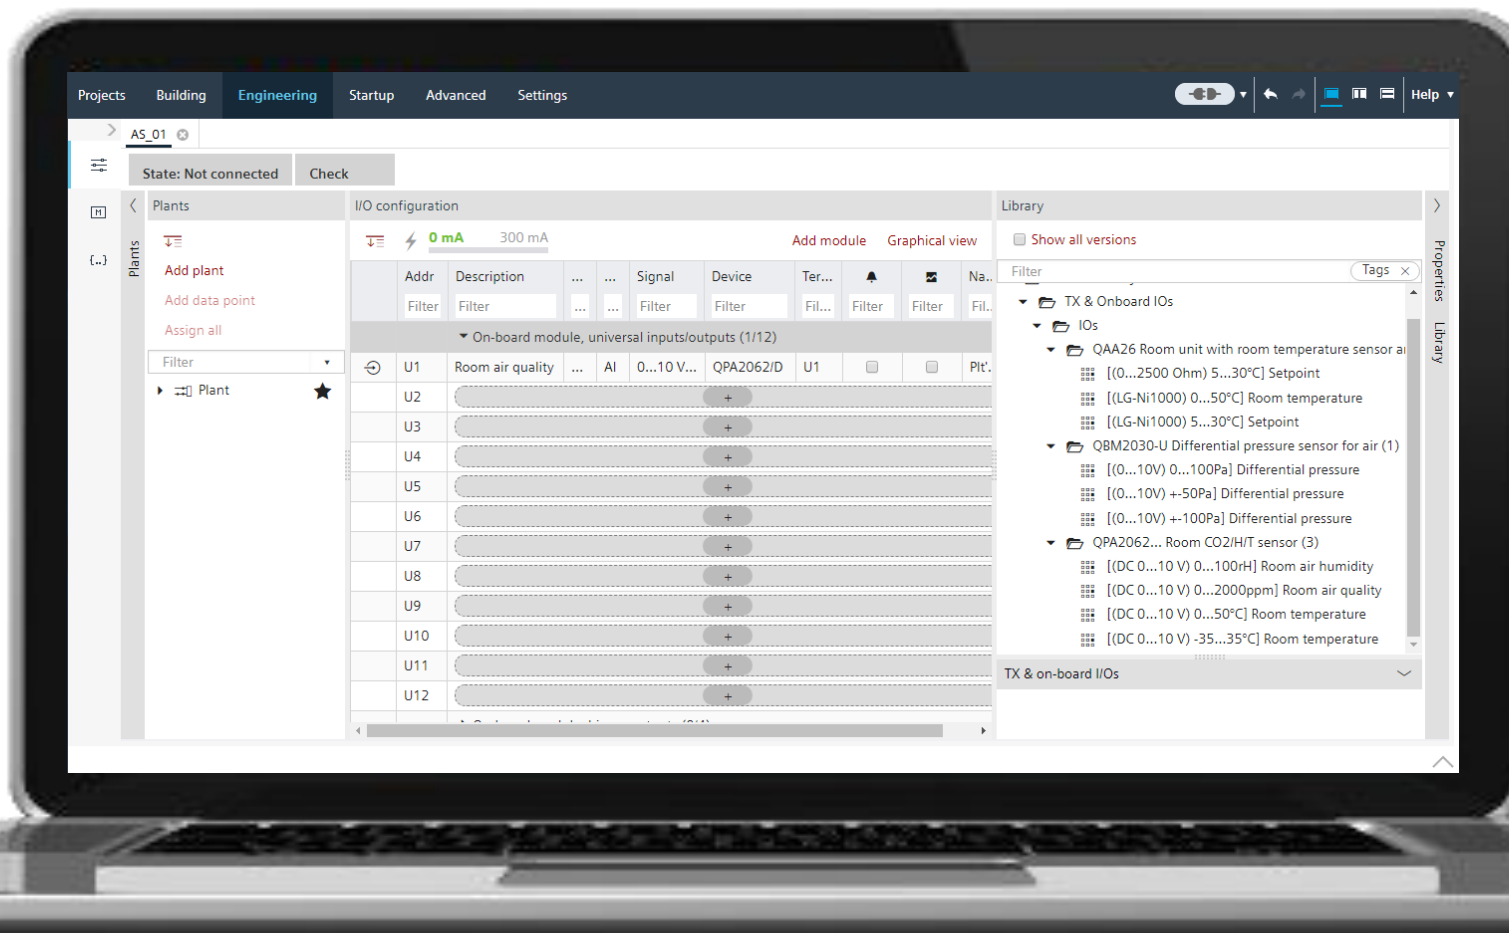 Projects Building Engineering Startup Advanced Settings Help
AS_01
State: Not connected Check
Plants I/O configuration Library
Plants
Add plant
Add data point
Assign all
Filter
Plant
0 mA 300 mA Add module Graphical view
Addr Description ... ... Signal Device Ter... Na..
Filter Filter ... ... Filter Filter Fil... Filter Filter Fil..
On-board module, universal inputs/outputs (1/12)
U1 Room air quality ... AI 0...10 V... QPA2062/D U1 Plt'.
U2 +
U3 +
U4 +
U5 +
U6 +
U7 +
U8 +
U9 +
U10 +
U11 +
U12 +
Show all versions
Filter Tags
TX & Onboard IOs
IOs
QAA26 Room unit with room temperature sensor
[(0...2500 Ohm) 5...30°C] Setpoint
[(LG-Ni1000) 0...50°C] Room temperature
[(LG-Ni1000) 5...30°C] Setpoint
QBM2030-U Differential pressure sensor for air (1)
[(0...10V) 0...100Pa] Differential pressure
[(0...10V) +-50Pa] Differential pressure
[(0...10V) +-100Pa] Differential pressure
QPA2062... Room CO2/H/T sensor (3)
[(DC 0...10 V) 0...100rH] Room air humidity
[(DC 0...10 V) 0...2000ppm] Room air quality
[(DC 0...10 V) 0...50°C] Room temperature
[(DC 0...10 V) -35...35°C] Room temperature
TX & on-board I/Os
Properties
Library